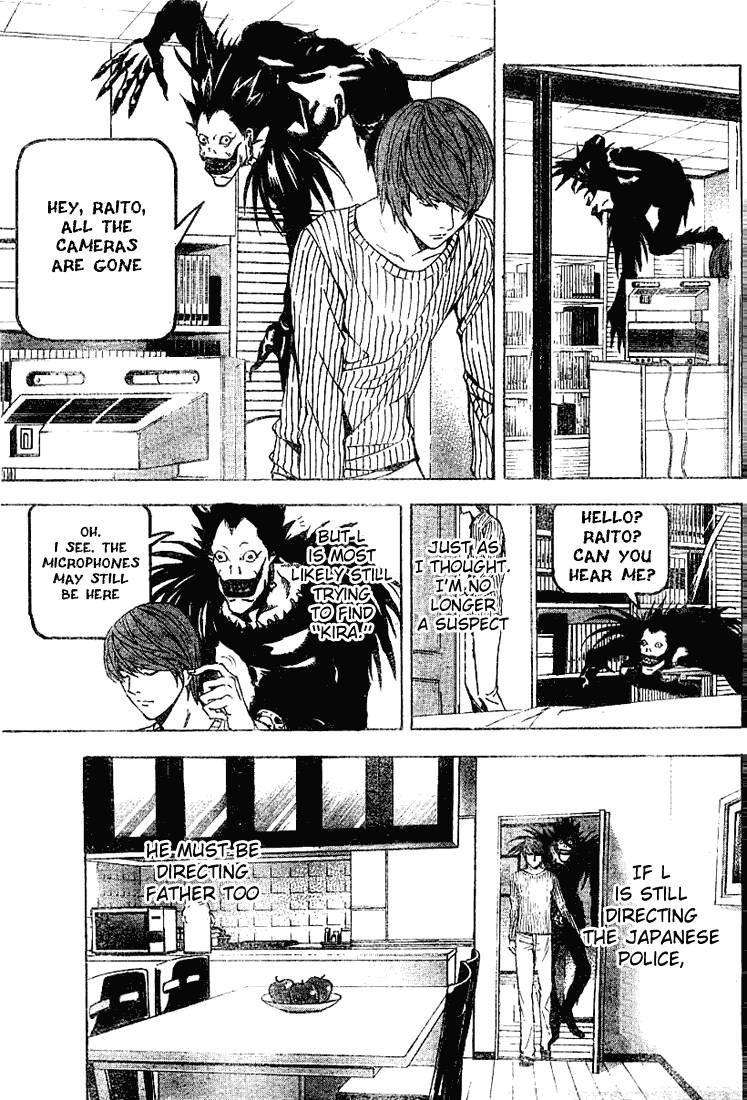 HEY, RAITO,
ALL THE
CAMERAS
ARE GONE
HELLO?
RAITO?
CAN YOU
HEAR ME?
JUST AS
I THOUGHT.
I'M NO
LONGER
A SUSPECT
BUT L
IS MOST
LIKELY STILL
TRYING
TO FIND
"KIRA."
OH.
I SEE. THE
MICROPHONES
MAY STILL
BE HERE
IF L
IS STILL
DIRECTING
THE JAPANESE
POLICE,
HE MUST BE
DIRECTING
FATHER TOO